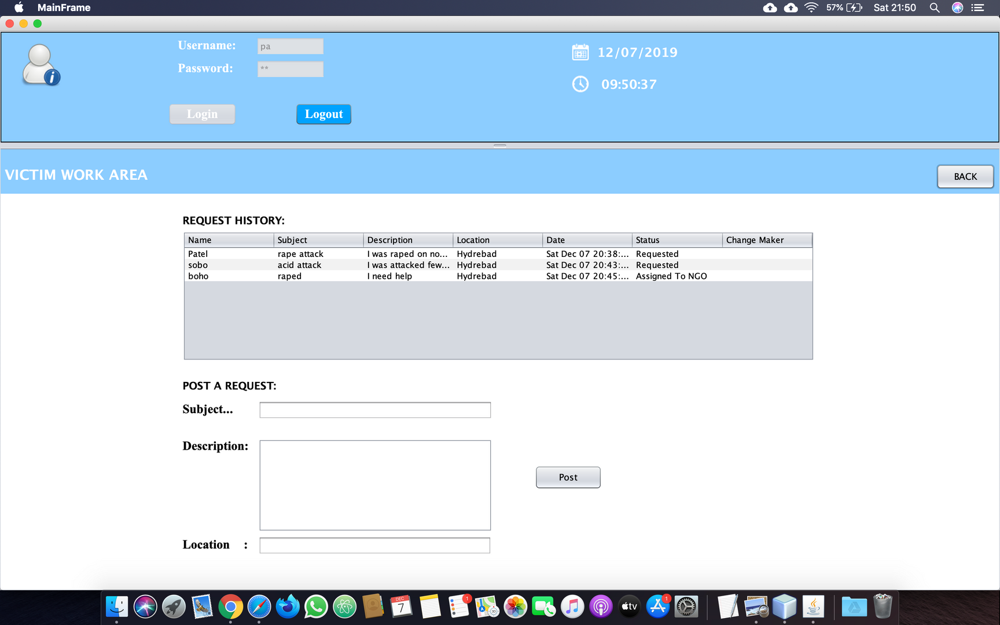 MainFrame 57% Sat 21:50
Username: pa
12/07/2019
Password: **
09:50:37
Login Logout
VICTIM WORK AREA
BACK
REQUEST HISTORY:
Name Subject Description Location Date Status Change Maker
Patel rape attack I was raped on no... Hydrebad Sat Dec 07 20:38:... Requested
sobo acid attack I was attacked few... Hydrebad Sat Dec 07 20:43:... Requested
boho raped I need help Hydrebad Sat Dec 07 20:45:... Assigned To NGO
POST A REQUEST:
Subject...
Description:
Post
Location :
DEC
7
1
30
tv
1